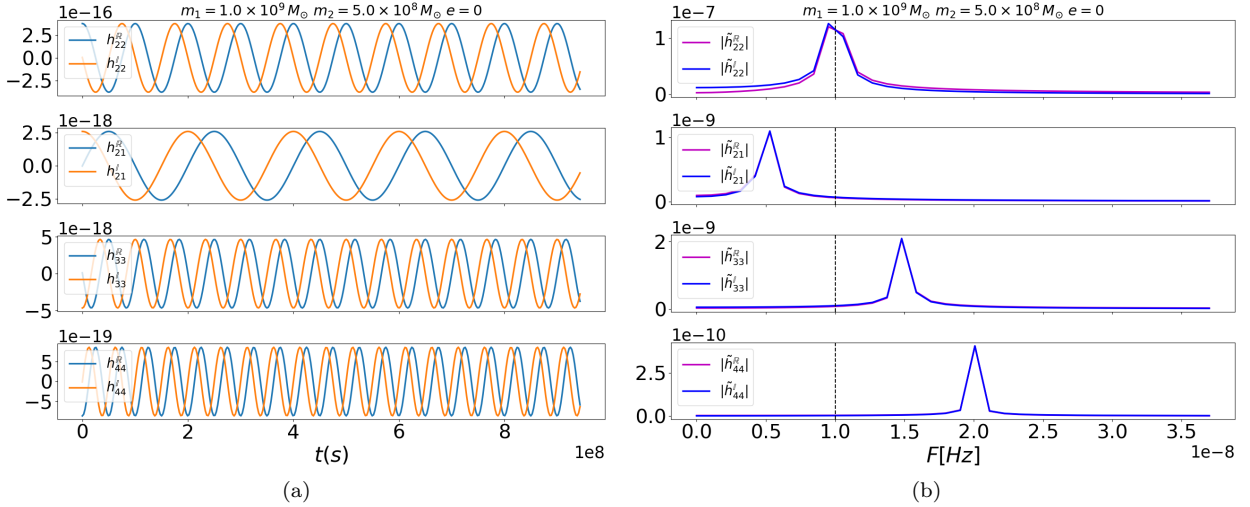 m₁ = 1.0 × 10⁹ M⊙ m₂ = 5.0 × 10⁸ M⊙ e = 0
1e−16
2.5
0.0
−2.5
h₂₂^ℝ
h₂₂^I
1e−18
2.5
0.0
−2.5
h₂₁^ℝ
h₂₁^I
1e−18
5
0
−5
h₃₃^ℝ
h₃₃^I
1e−19
5
0
−5
h₄₄^ℝ
h₄₄^I
0 2 4 6 8
1e8
t(s)
(a)
m₁ = 1.0 × 10⁹ M⊙ m₂ = 5.0 × 10⁸ M⊙ e = 0
1e−7
1
0
|h̃₂₂^ℝ|
|h̃₂₂^I|
1e−9
1
0
|h̃₂₁^ℝ|
|h̃₂₁^I|
1e−9
2
0
|h̃₃₃^ℝ|
|h̃₃₃^I|
1e−10
2.5
0.0
|h̃₄₄^ℝ|
|h̃₄₄^I|
0.0 0.5 1.0 1.5 2.0 2.5 3.0 3.5
1e−8
F[Hz]
(b)